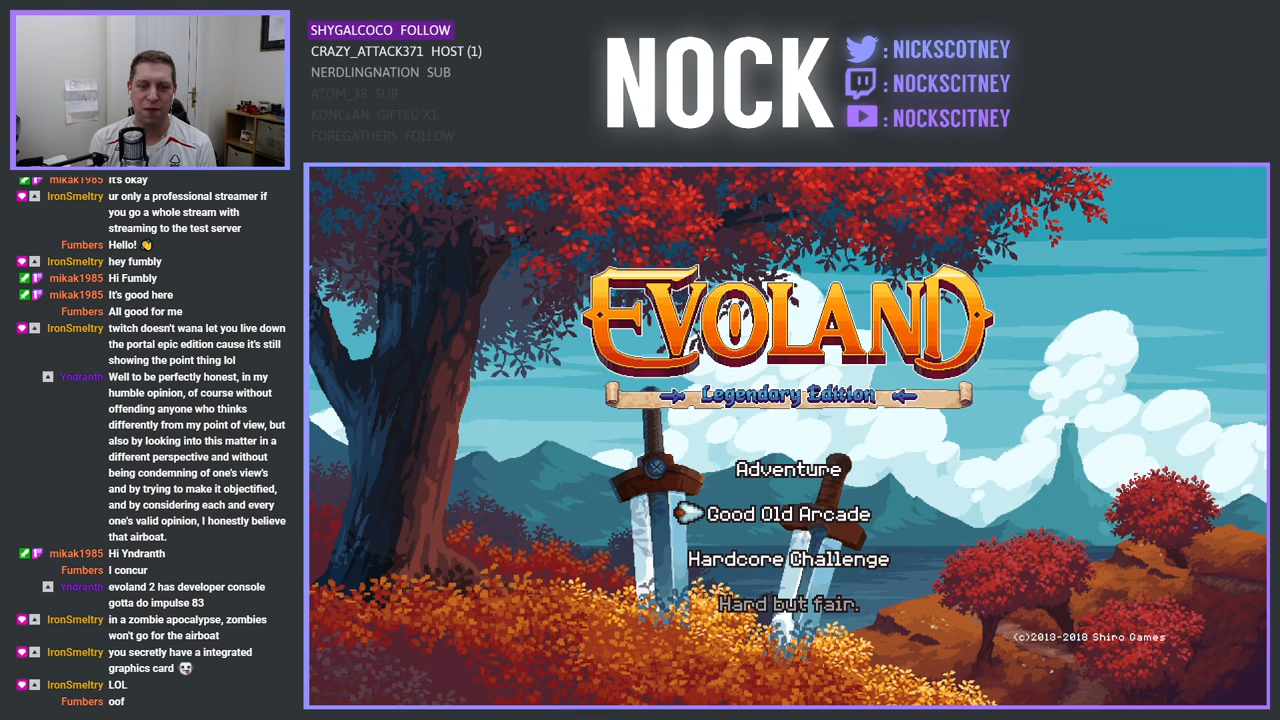 SHYGALCOCO FOLLOW
CRAZY_ATTACK371 HOST (1)
NERDLINGNATION SUB
ATOM_38 SUB
KONCLAN GIFTED X1
FOREGATHERS FOLLOW
NOCK
: NICKSCOTNEY
: NOCKSCITNEY
: NOCKSCITNEY
mikak1985 It's okay
IronSmeltry ur only a professional streamer if
you go a whole stream with
streaming to the test server
Fumbers Hello! 👋
IronSmeltry hey fumbly
mikak1985 Hi Fumbly
mikak1985 It's good here
Fumbers All good for me
IronSmeltry twitch doesn't wana let you live down
the portal epic edition cause it's still
showing the point thing lol
Yndranth Well to be perfectly honest, in my
humble opinion, of course without
offending anyone who thinks
differently from my point of view, but
also by looking into this matter in a
different perspective and without
being condemning of one's view's
and by trying to make it objectified,
and by considering each and every
one's valid opinion, I honestly believe
that airboat.
mikak1985 Hi Yndranth
Fumbers I concur
Yndranth evoland 2 has developer console
gotta do impulse 83
IronSmeltry in a zombie apocalypse, zombies
won't go for the airboat
IronSmeltry you secretly have a integrated
graphics card
IronSmeltry LOL
Fumbers oof
EVOLAND
Legendary Edition
Adventure
Good Old Arcade
Hardcore Challenge
Hard but fair.
(c)2013-2018 Shiro Games